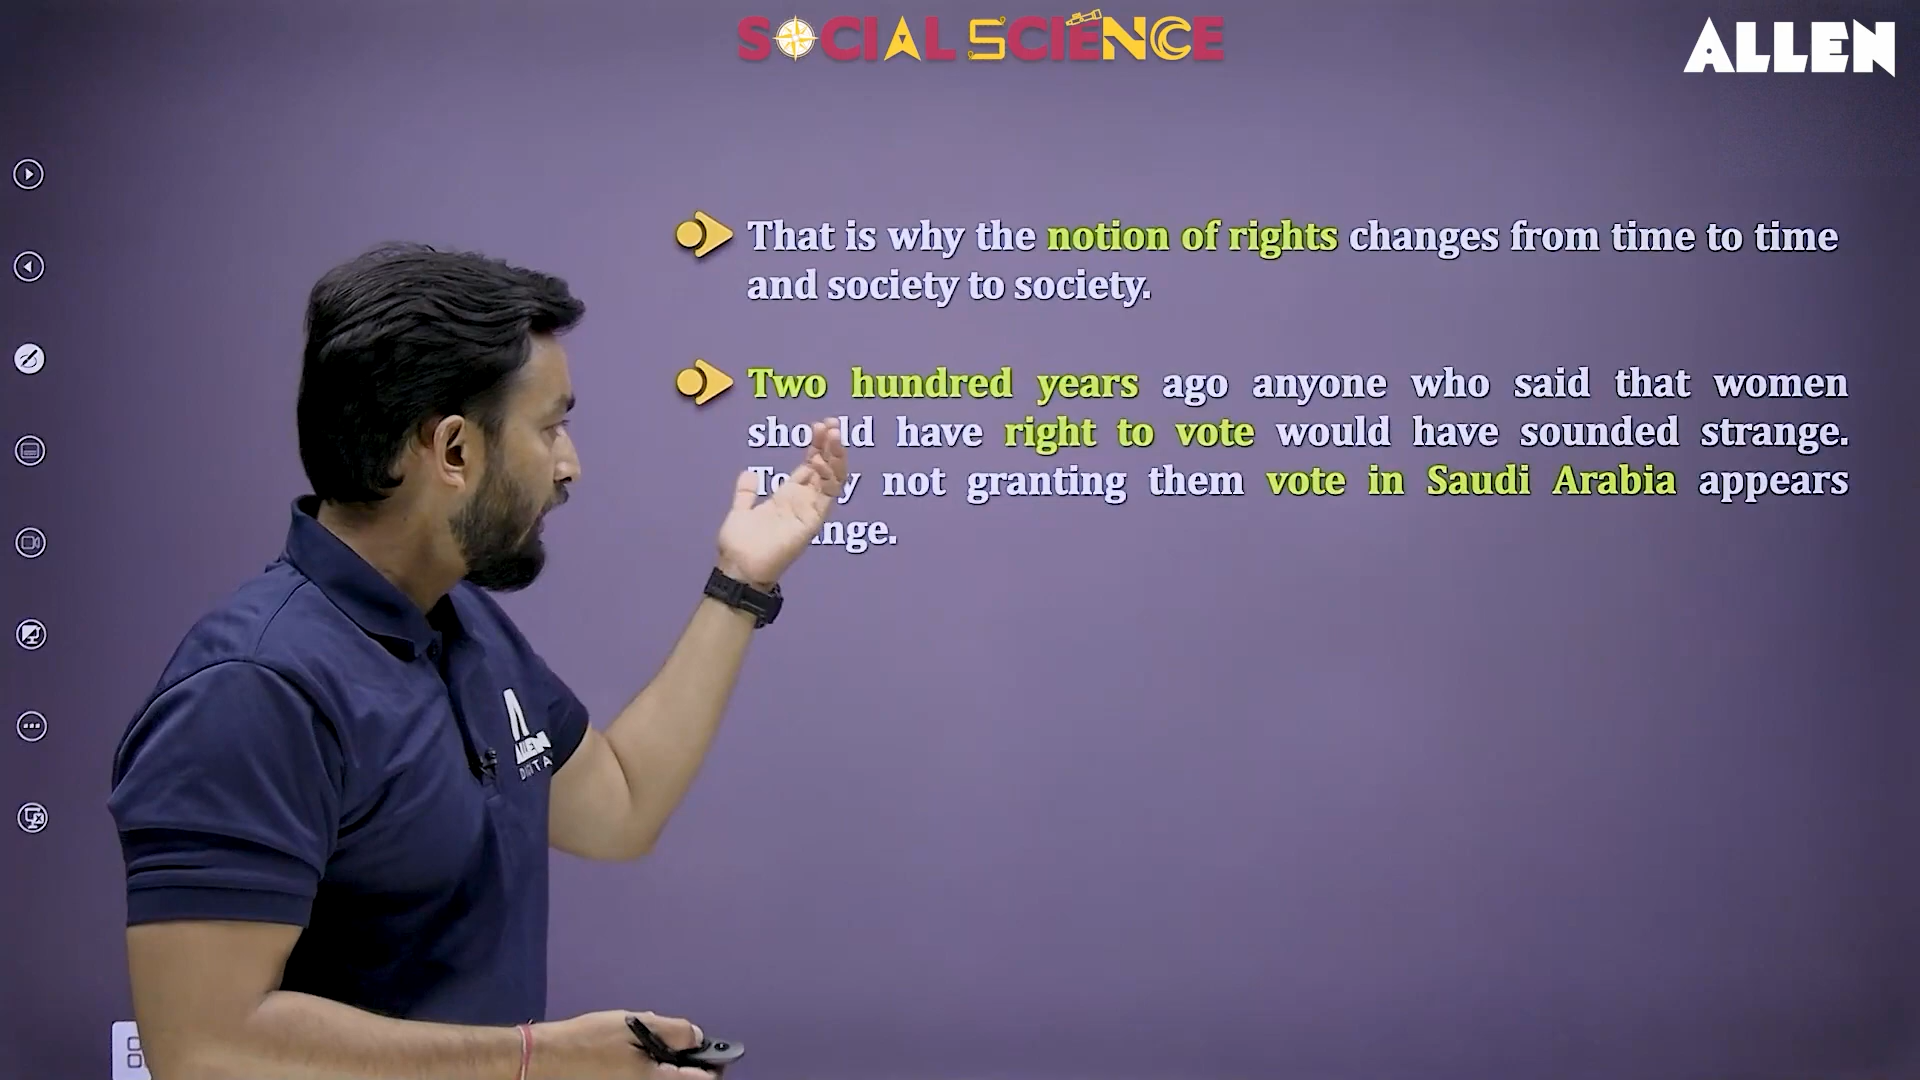 SOCIAL SCIENCE
ALLEN
That is why the notion of rights changes from time to time
and society to society.
Two hundred years ago anyone who said that women
have right to vote would have sounded strange.
not granting them vote in Saudi Arabia appears
ALLEN